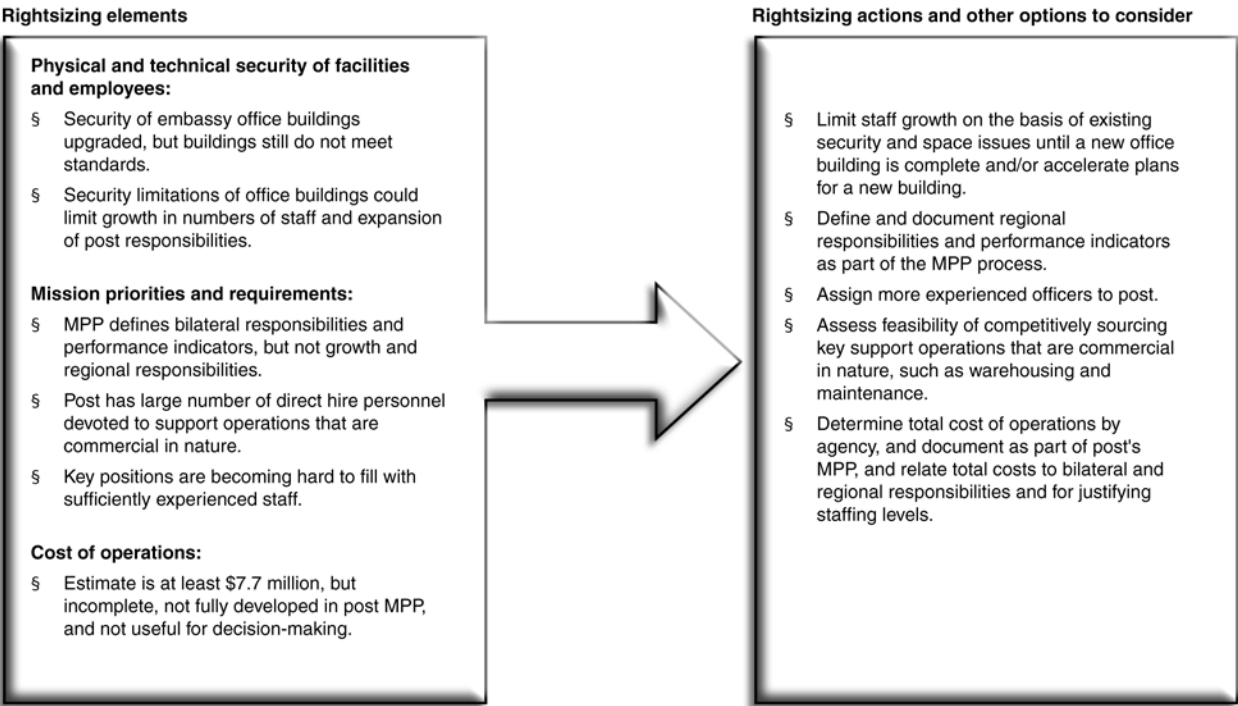 Rightsizing elements
Physical and technical security of facilities
and employees:
§ Security of embassy office buildings
upgraded, but buildings still do not meet
standards.
§ Security limitations of office buildings could
limit growth in numbers of staff and expansion
of post responsibilities.
Mission priorities and requirements:
§ MPP defines bilateral responsibilities and
performance indicators, but not growth and
regional responsibilities.
§ Post has large number of direct hire personnel
devoted to support operations that are
commercial in nature.
§ Key positions are becoming hard to fill with
sufficiently experienced staff.
Cost of operations:
§ Estimate is at least $7.7 million, but
incomplete, not fully developed in post MPP,
and not useful for decision-making.
Rightsizing actions and other options to consider
§ Limit staff growth on the basis of existing
security and space issues until a new office
building is complete and/or accelerate plans
for a new building.
§ Define and document regional
responsibilities and performance indicators
as part of the MPP process.
§ Assign more experienced officers to post.
§ Assess feasibility of competitively sourcing
key support operations that are commercial
in nature, such as warehousing and
maintenance.
§ Determine total cost of operations by
agency, and document as part of post's
MPP, and relate total costs to bilateral and
regional responsibilities and for justifying
staffing levels.